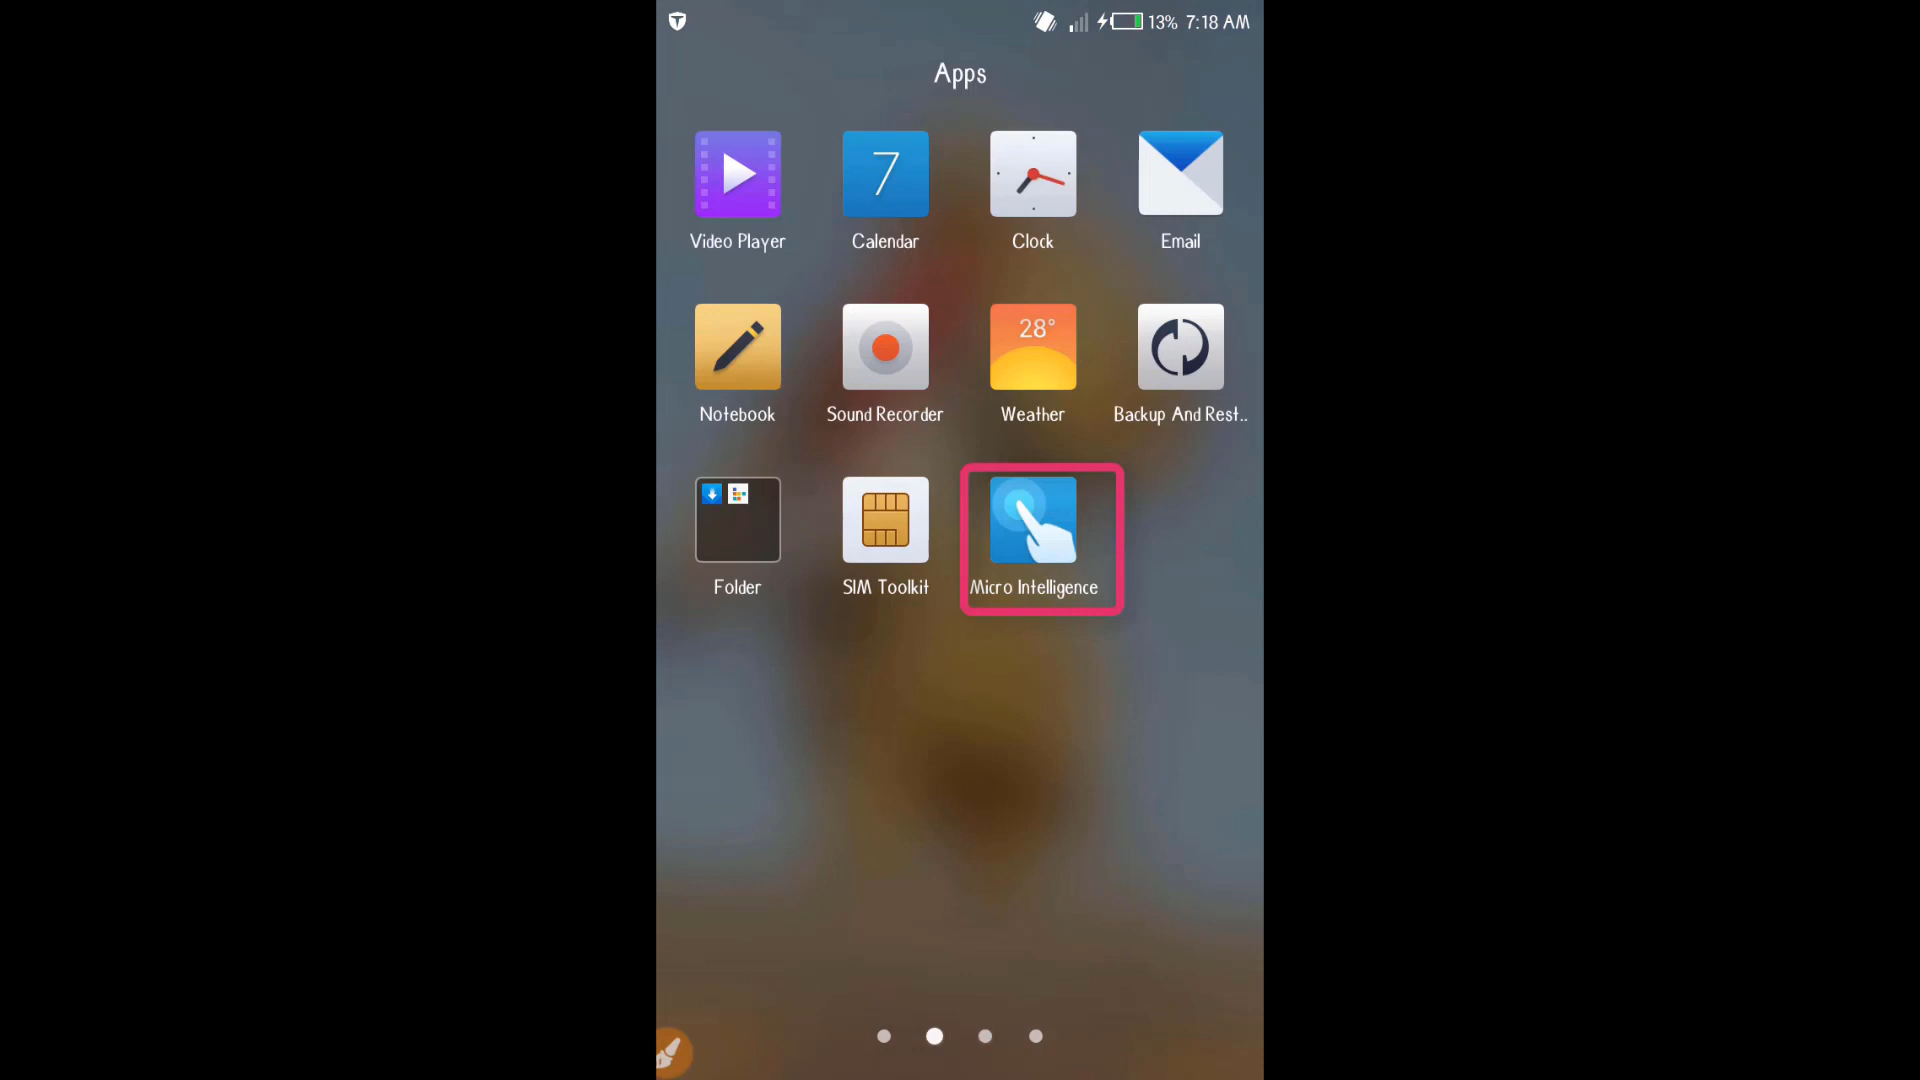 13% 7:18 AM
Apps
7
Video Player Calendar Clock Email
28°
Notebook Sound Recorder Weather Backup And Rest..
Folder SIM Toolkit Micro Intelligence